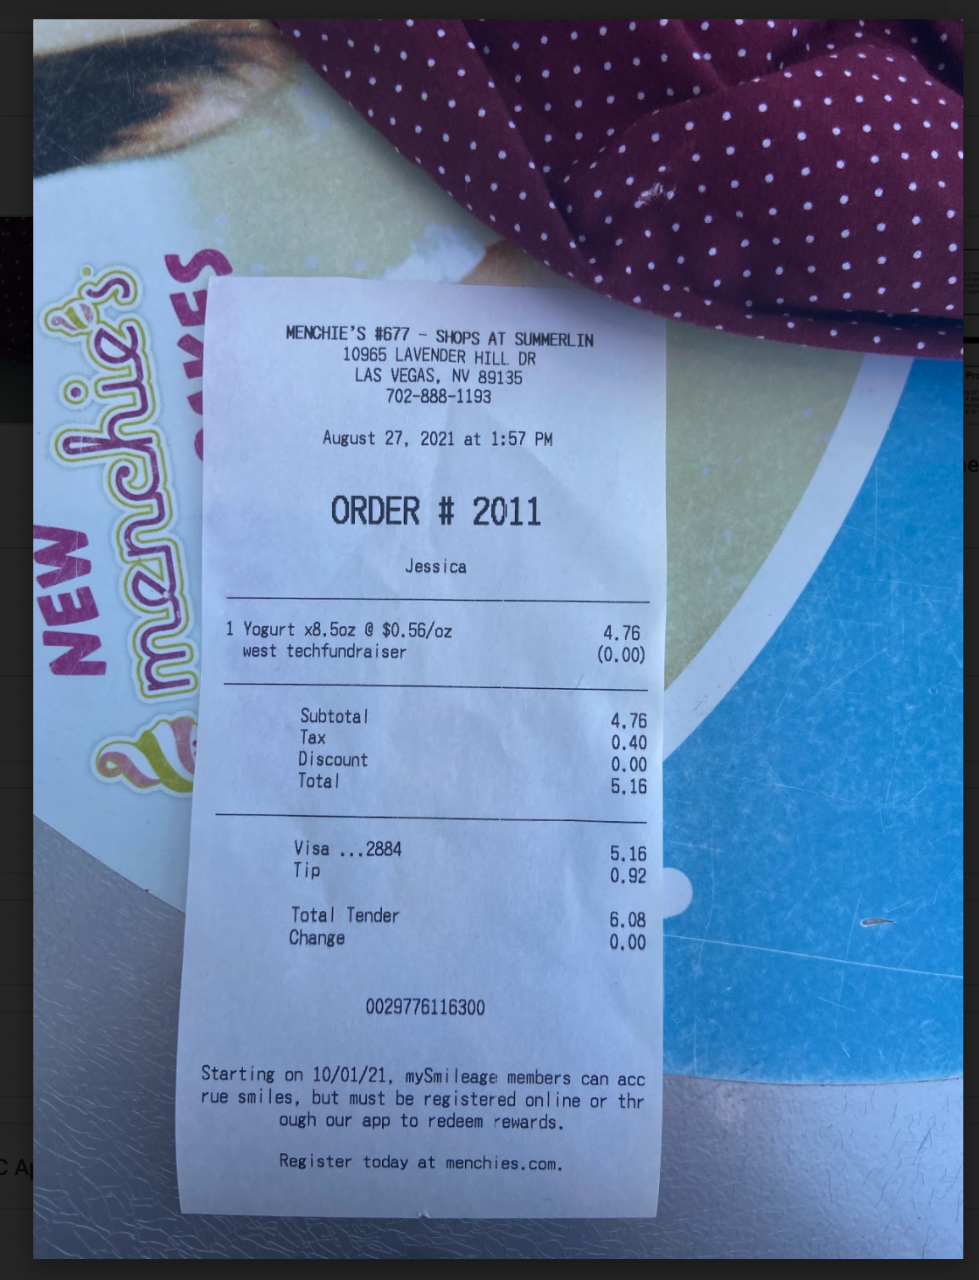 MENCHIE'S #677 - SHOPS AT SUMMERLIN
10965 LAVENDER HILL DR
LAS VEGAS, NV 89135
702-888-1193
August 27, 2021 at 1:57 PM
ORDER # 2011
Jessica
1 Yogurt x8.5oz @ $0.56/oz 4.76
west techfundraiser (0.00)
Subtotal 4.76
Tax 0.40
Discount 0.00
Total 5.16
Visa ...2884 5.16
Tip 0.92
Total Tender 6.08
Change 0.00
0029776116300
Starting on 10/01/21, mySmileage members can acc
rue smiles, but must be registered online or thr
ough our app to redeem rewards.
Register today at menchies.com.
NEW
menchie's